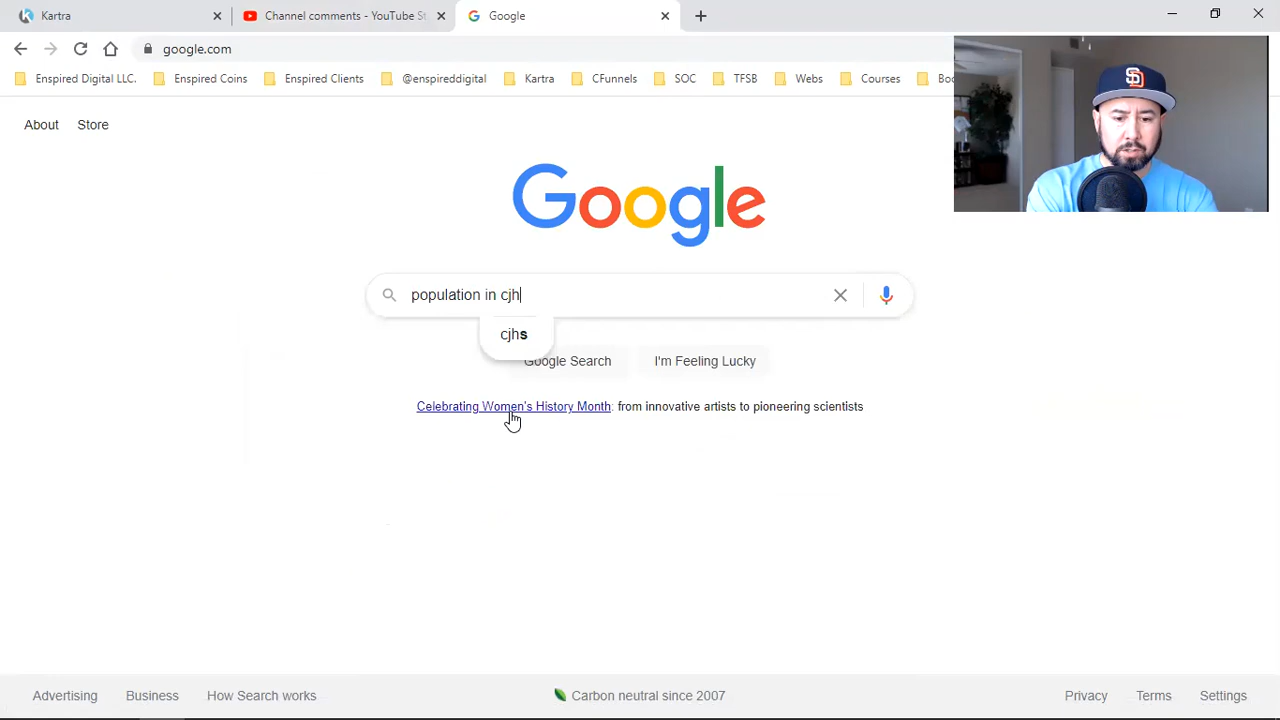 Kartra
Channel comments - YouTube St
Google
google.com
Enspired Digital LLC.
Enspired Coins
Enspired Clients
@enspireddigital
Kartra
CFunnels
SOC
TFSB
Webs
Courses
Boo
About
Store
SD
Google
population in cjh
cjhs
Google Search
I'm Feeling Lucky
Celebrating Women's History Month: from innovative artists to pioneering scientists
Advertising
Business
How Search works
Carbon neutral since 2007
Privacy
Terms
Settings